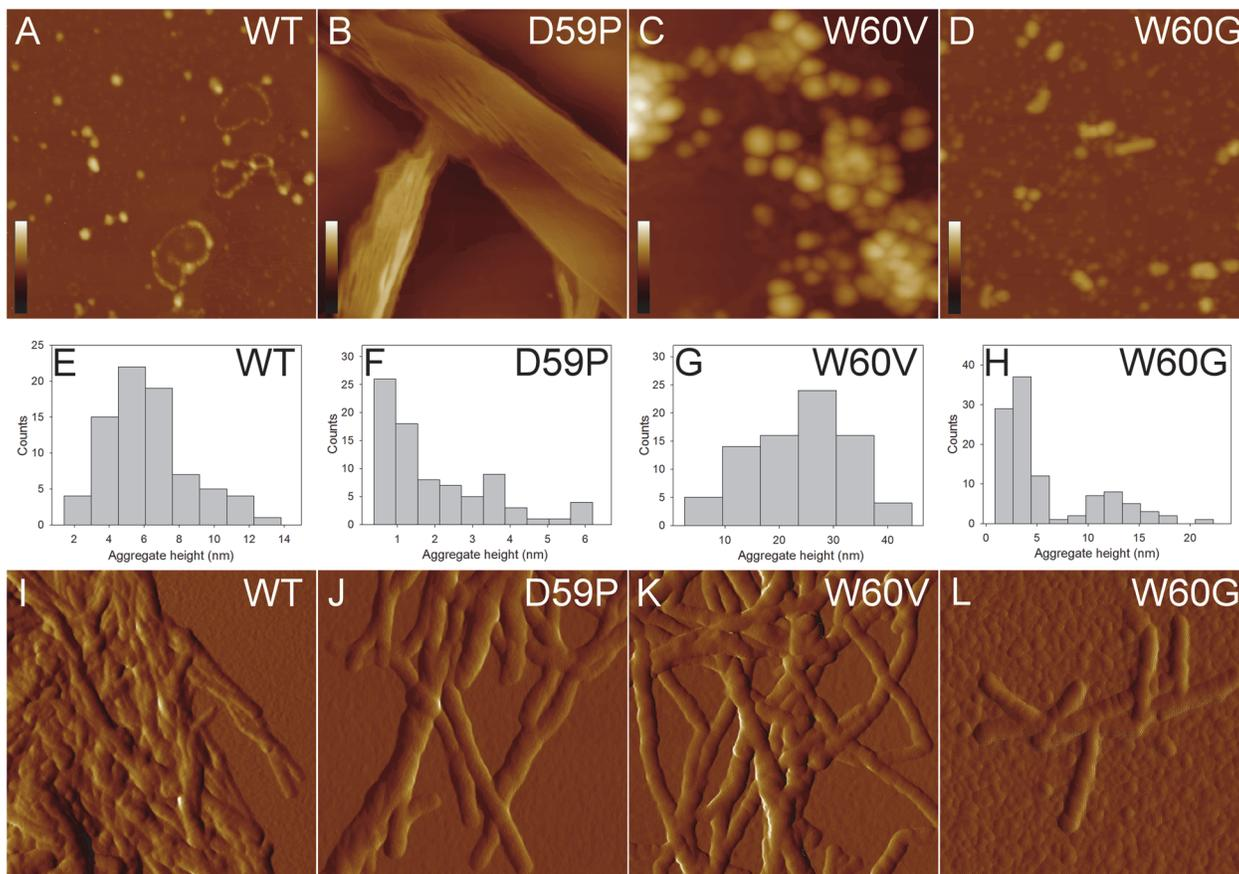 A WT
B D59P
C W60V
D W60G
E WT
25
20
15
10
5
0
Counts
2 4 6 8 10 12 14
Aggregate height (nm)
F D59P
30
25
20
15
10
5
0
Counts
1 2 3 4 5 6
Aggregate height (nm)
G W60V
30
25
20
15
10
5
0
Counts
10 20 30 40
Aggregate height (nm)
H W60G
40
30
20
10
0
Counts
0 5 10 15 20
Aggregate height (nm)
I WT
J D59P
K W60V
L W60G